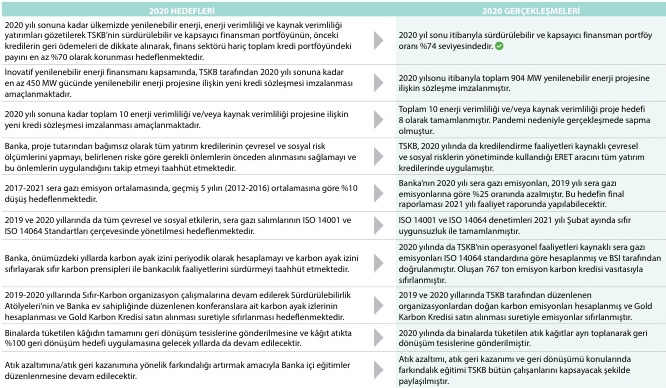 2020 HEDEFLERİ
2020 GERÇEKLEŞMELERİ
2020 yılı sonuna kadar ülkemizde yenilenebilir enerji, enerji verimliliği ve kaynak verimliliği
yatırımları gözetilerek TSKB'nin sürdürülebilir ve kapsayıcı finansman portföyünün, önceki
kredilerin geri ödemeleri de dikkate alınarak, finans sektörü hariç toplam kredi portföyündeki
payını en az %70 olarak korunması hedeflenmektedir.
2020 yıl sonu itibarıyla sürdürülebilir ve kapsayıcı finansman portföy
oranı %74 seviyesindedir.
İnovatif yenilenebilir enerji finansmanı kapsamında, TSKB tarafından 2020 yılı sonuna kadar
en az 450 MW gücünde yenilenebilir enerji projesine ilişkin yeni kredi sözleşmesi imzalanması
amaçlanmaktadır.
2020 yılsonu itibarıyla toplam 904 MW yenilenebilir enerji projesine
ilişkin sözleşme imzalanmıştır.
2020 yılı sonuna kadar toplam 10 enerji verimliliği ve/veya kaynak verimliliği projesine ilişkin
yeni kredi sözleşmesi imzalanması amaçlanmaktadır.
Toplam 10 enerji verimliliği ve/veya kaynak verimliliği proje hedefi
8 olarak tamamlanmıştır. Pandemi nedeniyle gerçekleşmede sapma
olmuştur.
Banka, proje tutarından bağımsız olarak tüm yatırım kredilerinin çevresel ve sosyal risk
ölçümlerini yapmayı, belirlenen riske göre gerekli önlemlerin önceden alınmasını sağlamayı ve
bu önlemlerin uygulandığını takip etmeyi taahhüt etmektedir.
TSKB, 2020 yılında da kredilendirme faaliyetleri kaynaklı çevresel
ve sosyal risklerin yönetiminde kullandığı ERET aracını tüm yatırım
kredilerinde uygulamıştır.
2017-2021 sera gazı emisyon ortalamasında, geçmiş 5 yılın (2012-2016) ortalamasına göre %10
düşüş hedeflenmektedir.
Banka'nın 2020 yılı sera gazı emisyonları, 2019 yılı sera gazı
emisyonlarına göre %25 oranında azalmıştır. Bu hedefin final
raporlaması 2021 yılı faaliyet raporunda yapılabilecektir.
2019 ve 2020 yıllarında da tüm çevresel ve sosyal etkilerin, sera gazı salımlarının ISO 14001 ve
ISO 14064 Standartları çerçevesinde yönetilmesi hedeflenmektedir.
ISO 14001 ve ISO 14064 denetimleri 2021 yılı Şubat ayında sıfır
uygunsuzluk ile tamamlanmıştır.
Banka, önümüzdeki yıllarda karbon ayak izini periyodik olarak hesaplamayı ve karbon ayak izini
sıfırlayarak sıfır karbon prensipleri ile bankacılık faaliyetlerini sürdürmeyi taahhüt etmektedir.
2020 yılında da TSKB'nin operasyonel faaliyetleri kaynaklı sera gazı
emisyonları ISO 14064 standardına göre hesaplanmış ve BSI tarafından
doğrulanmıştır. Oluşan 767 ton emisyon karbon kredisi vasıtasıyla
sıfırlanmıştır.
2019-2020 yıllarında Sıfır-Karbon organizasyon çalışmalarına devam edilerek Sürdürülebilirlik
Atölyeleri'nin ve Banka ev sahipliğinde düzenlenen konferanslara ait karbon ayak izlerinin
hesaplanması ve Gold Karbon Kredisi satın alınması suretiyle sıfırlanması hedeflenmektedir.
2019 ve 2020 yıllarında TSKB tarafından düzenlenen
organizasyonlardan doğan karbon emisyonları hesaplanmış ve Gold
Karbon Kredisi satın alınması suretiyle emisyonlar sıfırlanmıştır.
Binalarda tüketilen kâğıdın tamamını geri dönüşüm tesislerine gönderilmesine ve kâğıt atıkta
%100 geri dönüşüm hedefi uygulamasına gelecek yıllarda da devam edilecektir.
2020 yılında da binalarda tüketilen atık kağıtlar ayrı toplanarak geri
dönüşüm tesislerine gönderilmiştir.
Atık azaltımına/atık geri kazanımına yönelik farkındalığı artırmak amacıyla Banka içi eğitimler
düzenlenmesine devam edilecektir.
Atık azaltımı, atık geri kazanımı ve geri dönüşümü konularında
farkındalık eğitimi TSKB bütün çalışanlarını kapsayacak şekilde
paylaşılmıştır.